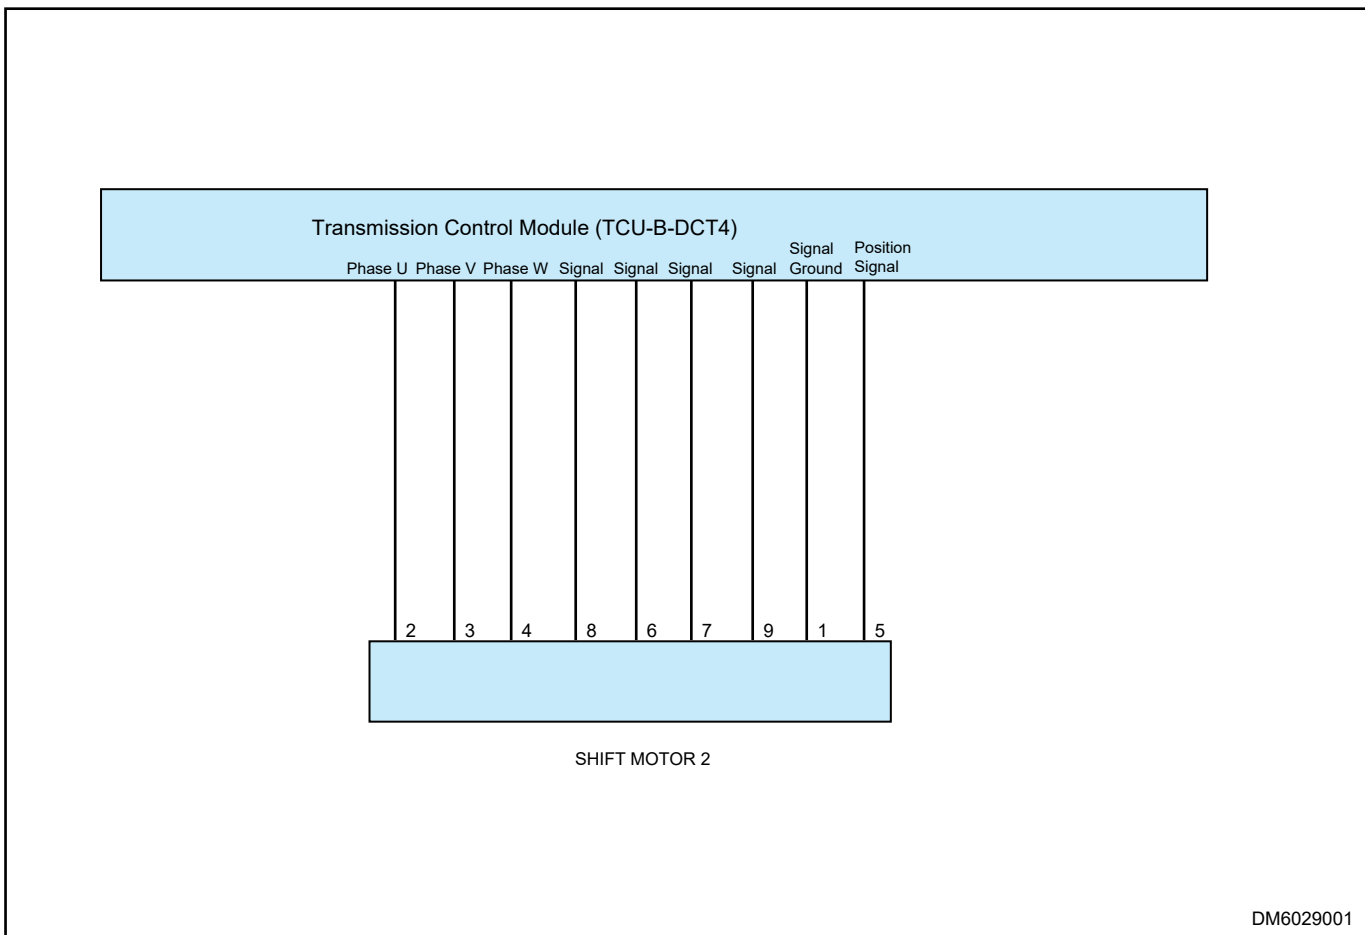 Transmission Control Module (TCU-B-DCT4)
Phase U Phase V Phase W Signal Signal Signal Signal Signal Ground Position Signal
2 3 4 8 6 7 9 1 5
SHIFT MOTOR 2
DM6029001